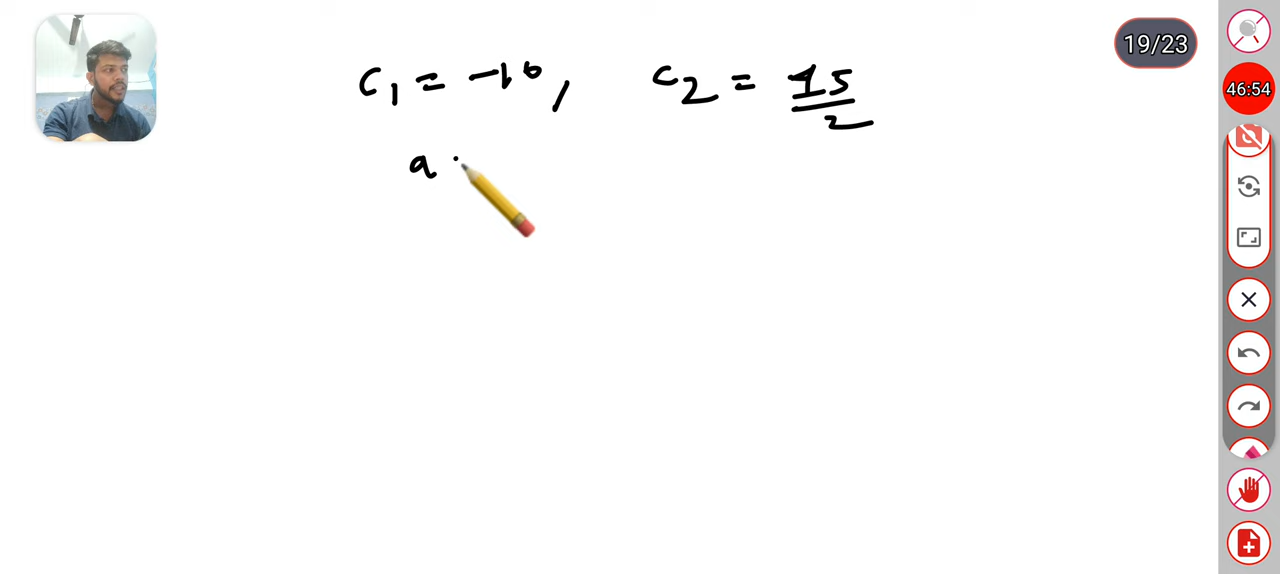 19/23
46:54
C1 = -10, C2 = 15/2
a